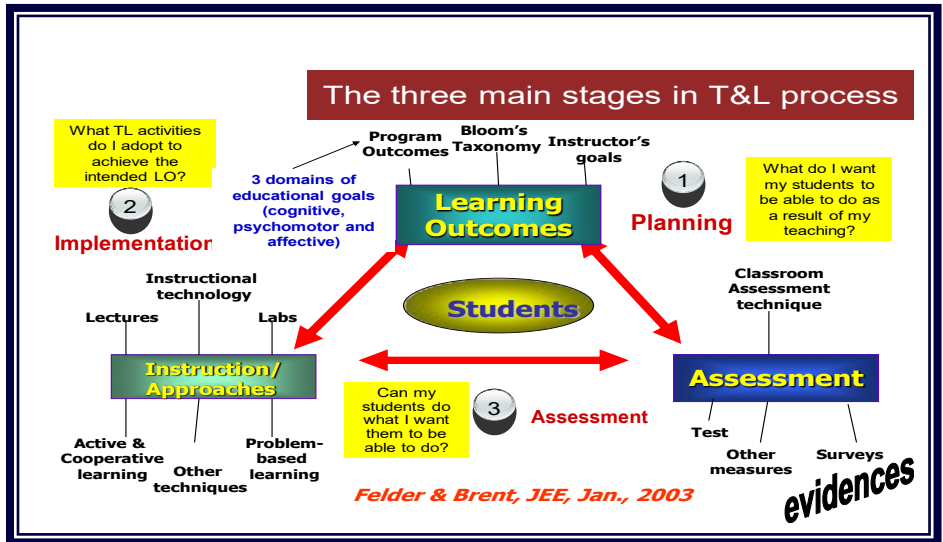 The three main stages in T&L process
What TL activities
do I adopt to
achieve the
intended LO?
2
Implementation
3 domains of
educational goals
(cognitive,
psychomotor and
affective)
Program
Outcomes
Bloom's
Taxonomy
Instructor's
goals
Learning
Outcomes
1
Planning
What do I want
my students to
be able to do as
a result of my
teaching?
Students
Instructional
technology
Lectures
Labs
Instruction/
Approaches
Active &
Cooperative
learning
Other
techniques
Problem-
based
learning
Can my
students do
what I want
them to be
able to do?
3
Assessment
Classroom
Assessment
technique
Assessment
Test
Other
measures
Surveys
evidences
Felder & Brent, JEE, Jan., 2003